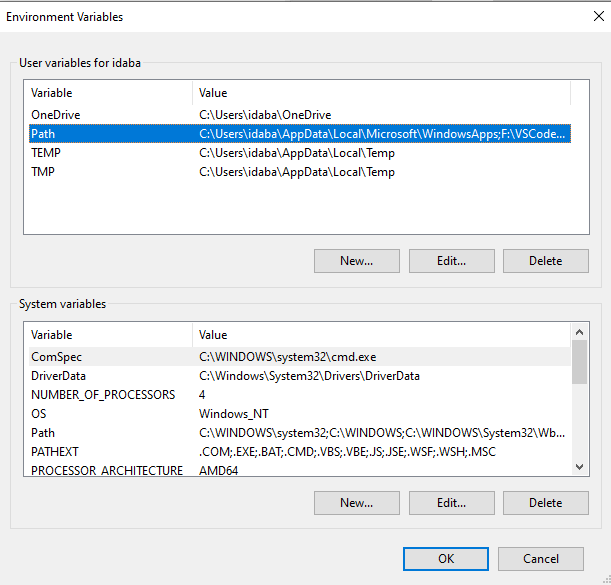 Environment Variables
User variables for idaba
Variable Value
OneDrive C:\Users\idaba\OneDrive
Path C:\Users\idaba\AppData\Local\Microsoft\WindowsApps;F:\VSCode...
TEMP C:\Users\idaba\AppData\Local\Temp
TMP C:\Users\idaba\AppData\Local\Temp
New... Edit... Delete
System variables
Variable Value
ComSpec C:\WINDOWS\system32\cmd.exe
DriverData C:\Windows\System32\Drivers\DriverData
NUMBER_OF_PROCESSORS 4
OS Windows_NT
Path C:\WINDOWS\system32;C:\WINDOWS;C:\WINDOWS\System32\Wb...
PATHEXT .COM;.EXE;.BAT;.CMD;.VBS;.VBE;.JS;.JSE;.WSF;.WSH;.MSC
PROCESSOR_ARCHITECTURE AMD64
New... Edit... Delete
OK Cancel